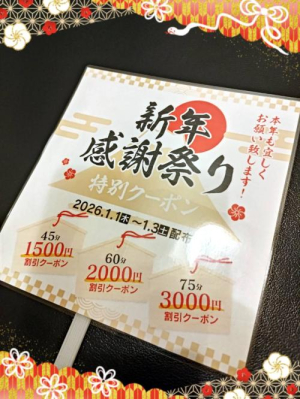 新年
感謝祭り
本年も宜しく
お願い致します!
特別クーポン
2026.1.1木～1.3土配布
45分
1500円
割引クーポン
60分
2000円
割引クーポン
75分
3000円
割引クーポン